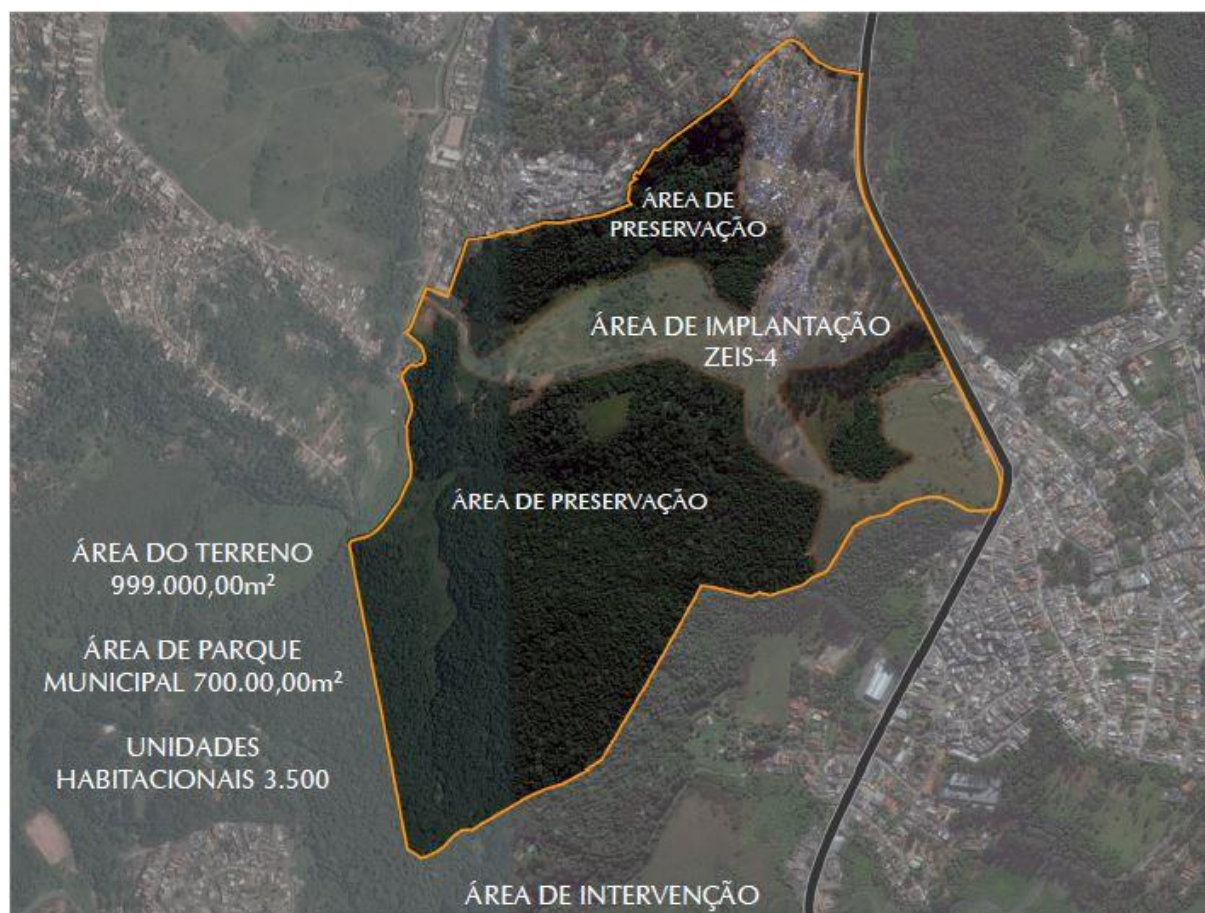 ÁREA DE
PRESERVAÇÃO
ÁREA DE IMPLANTAÇÃO
ZEIS-4
ÁREA DE PRESERVAÇÃO
ÁREA DO TERRENO
999.000,00m²
ÁREA DE PARQUE
MUNICIPAL 700.00,00m²
UNIDADES
HABITACIONAIS 3.500
ÁREA DE INTERVENÇÃO